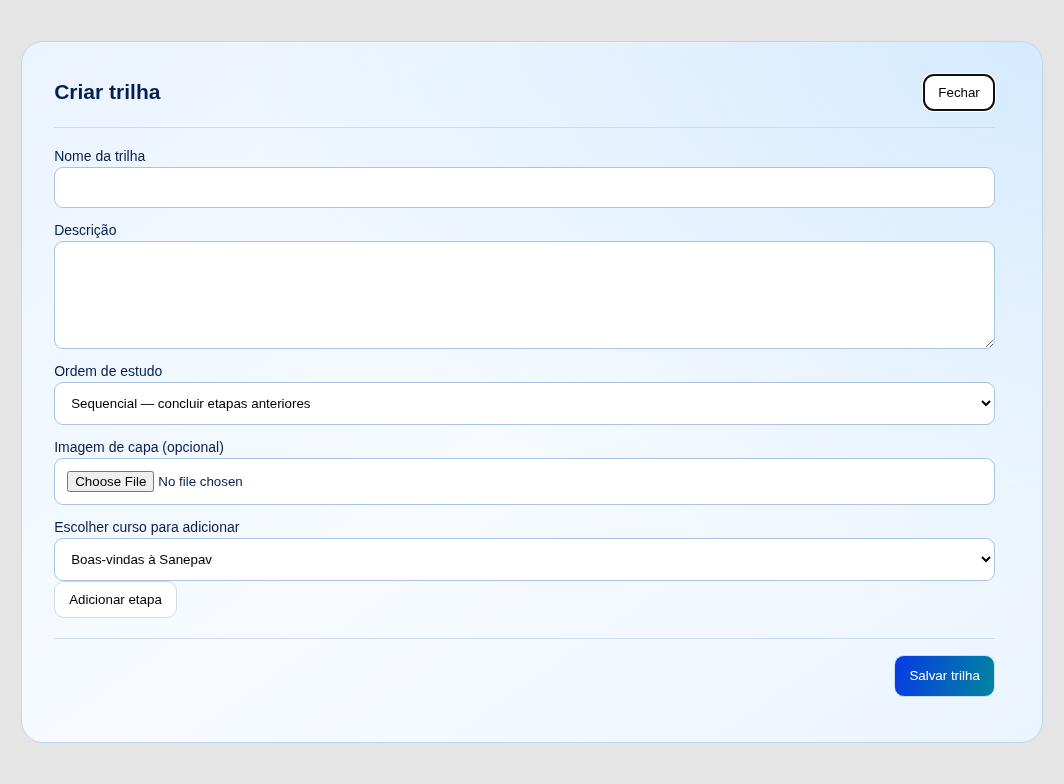 Criar trilha
Fechar
Nome da trilha
Descrição
Ordem de estudo
Sequencial — concluir etapas anteriores
Imagem de capa (opcional)
Choose File No file chosen
Escolher curso para adicionar
Boas-vindas à Sanepav
Adicionar etapa
Salvar trilha